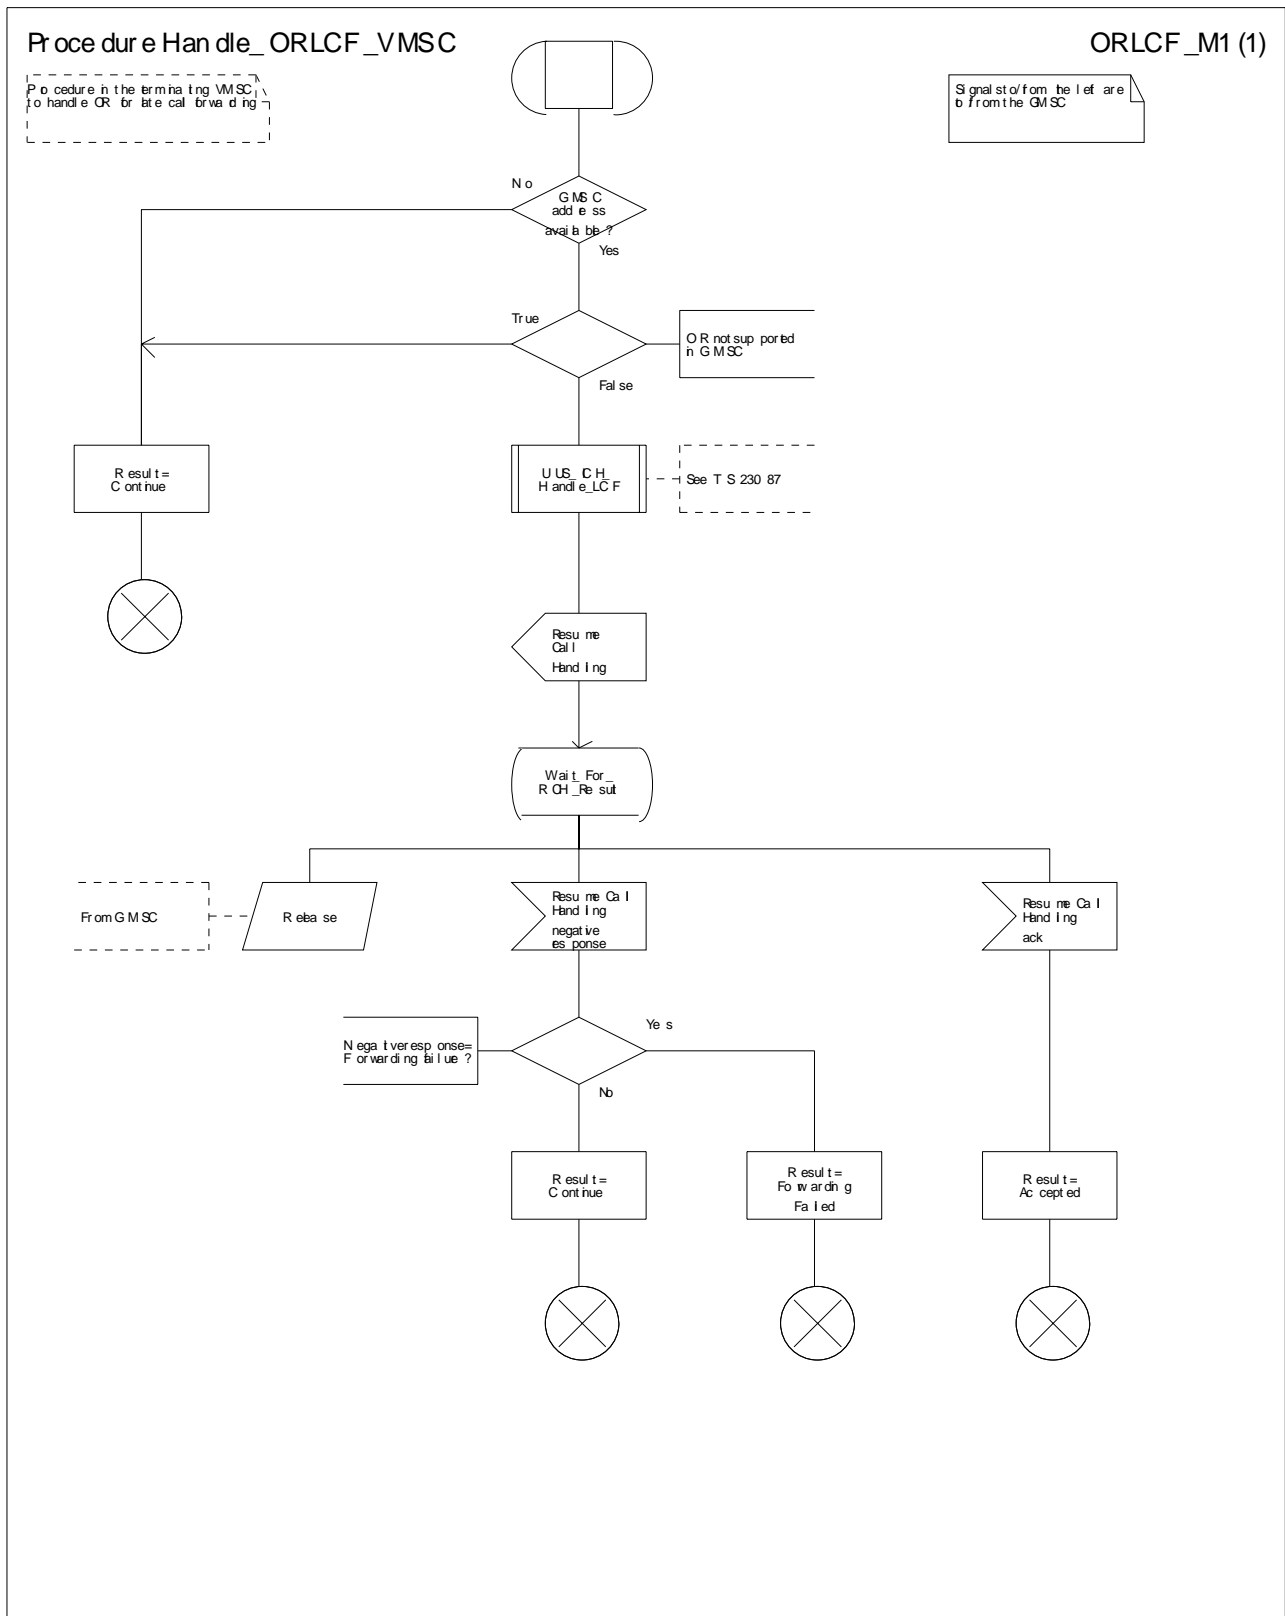 Procedure Handle_ORLCF_VMSC
ORLCF_M1 (1)
Procedure in the terminating VMSC
to handle OR for late call forwarding
Signals to/from the left are
to/from the GMSC
No
GMSC
address
available?
Yes
True
OR not supported
in GMSC
False
Result=
Continue
UUS_ICH_
Handle_LCF
See TS 23087
Resume
Call
Handling
Wait_For_
RCH_Result
From GMSC
Release
Resume Call
Handling
negative
response
Resume Call
Handling
ack
Negative response=
Forwarding failure?
Yes
No
Result=
Continue
Result=
Forwarding
Failed
Result=
Accepted